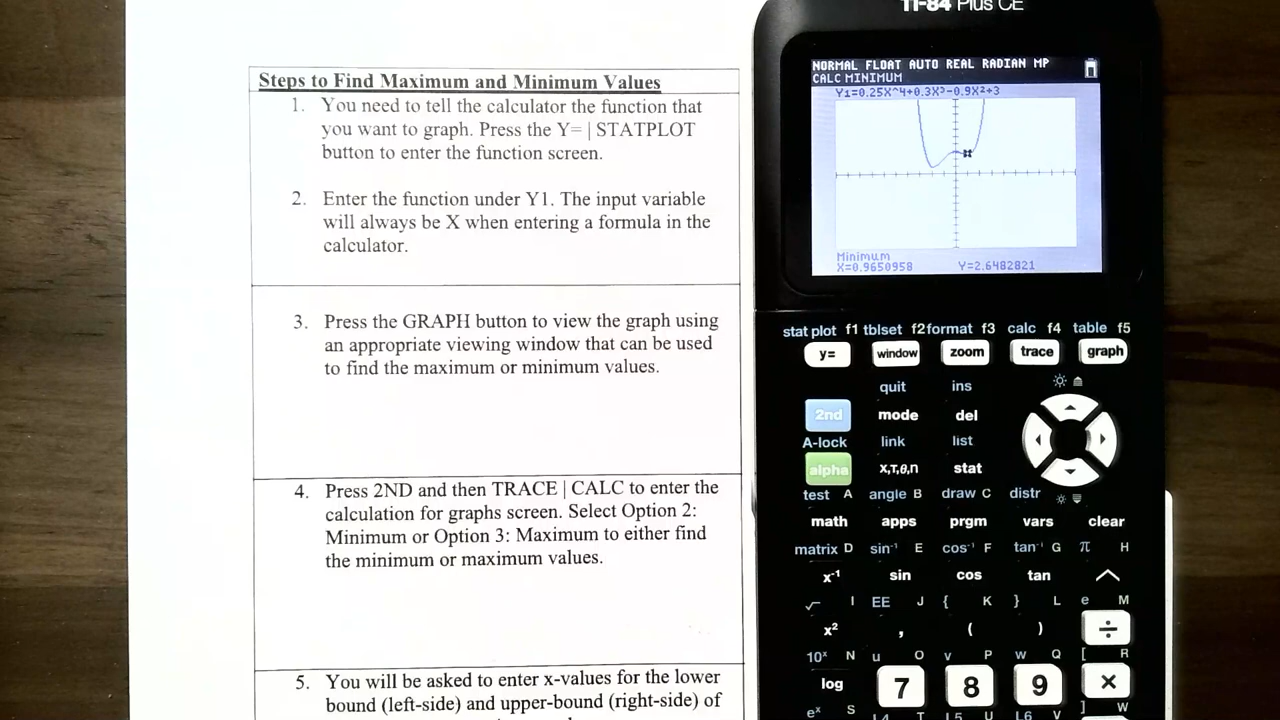 Steps to Find Maximum and Minimum Values
1. You need to tell the calculator the function that
you want to graph. Press the Y= | STATPLOT
button to enter the function screen.
2. Enter the function under Y1. The input variable
will always be X when entering a formula in the
calculator.
3. Press the GRAPH button to view the graph using
an appropriate viewing window that can be used
to find the maximum or minimum values.
4. Press 2ND and then TRACE | CALC to enter the
calculation for graphs screen. Select Option 2:
Minimum or Option 3: Maximum to either find
the minimum or maximum values.
5. You will be asked to enter x-values for the lower
bound (left-side) and upper-bound (right-side) of
TI-84 Plus CE
NORMAL FLOAT AUTO REAL RADIAN MP
CALC MINIMUM
Y1=0.25X^4+0.3X³-0.9X²+3
Minimum
X=0.9650958 Y=2.6482821
stat plot f1 tblset f2 format f3 calc f4 table f5
y= window zoom trace graph
quit ins
2nd mode del
A-lock link list
alpha X,T,θ,n stat
test A angle B draw C distr
math apps prgm vars clear
matrix D sin⁻¹ E cos⁻¹ F tan⁻¹ G π H
x⁻¹ sin cos tan ^
√ I EE J { K } L e M
x² , ( ) ÷
10ˣ N u O v P w Q [ R
log 7 8 9 ×
eˣ S L4 T L5 U L6 V ] W